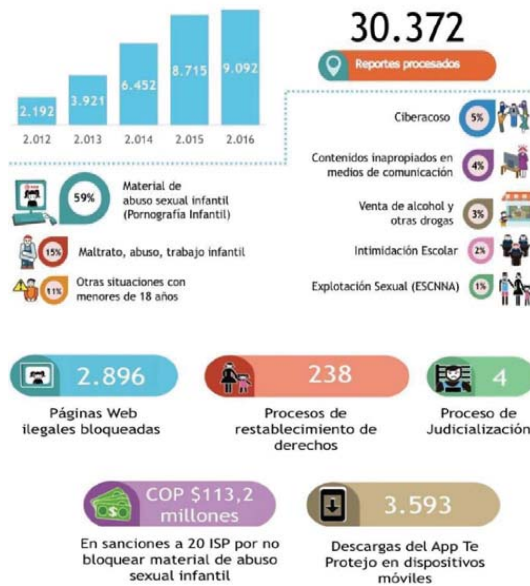 30.372
Reportes procesados
2.192
3.921
6.452
8.715
9.092
2.012
2.013
2.014
2.015
2.016
59%
Material de
abuso sexual infantil
(Pornografía Infantil)
15%
Maltrato, abuso, trabajo infantil
11%
Otras situaciones con
menores de 18 años
Ciberacoso
5%
Contenidos inapropiados en
medios de comunicación
4%
Venta de alcohol y
otras drogas
3%
Intimidación Escolar
2%
Explotación Sexual (ESCNNA)
1%
2.896
Páginas Web
ilegales bloqueadas
238
Procesos de
restablecimiento de
derechos
4
Proceso de
Judicialización
COP $113,2
millones
En sanciones a 20 ISP por no
bloquear material de abuso
sexual infantil
3.593
Descargas del App Te
Protejo en dispositivos
móviles